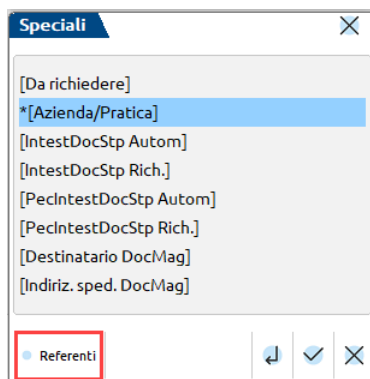 Speciali
[Da richiedere]
*[Azienda/Pratica]
[IntestDocStp Autom]
[IntestDocStp Rich.]
[PecIntestDocStp Autom]
[PecIntestDocStp Rich.]
[Destinatario DocMag]
[Indiriz. sped. DocMag]
Referenti